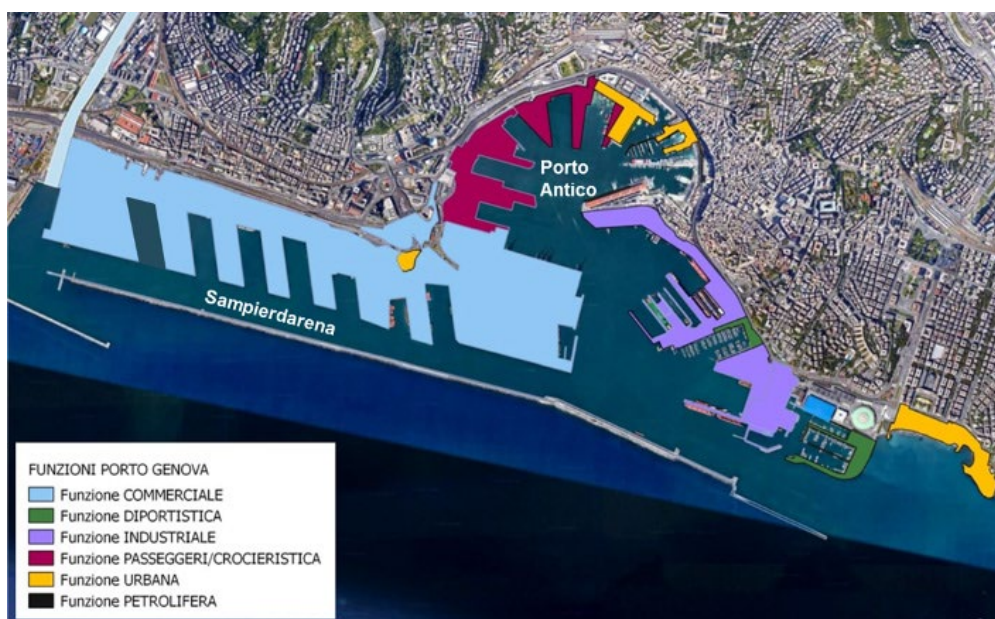 Porto
Antico
Sampierdarena
FUNZIONI PORTO GENOVA
Funzione COMMERCIALE
Funzione DIPORTISTICA
Funzione INDUSTRIALE
Funzione PASSEGGERI/CROCIERISTICA
Funzione URBANA
Funzione PETROLIFERA